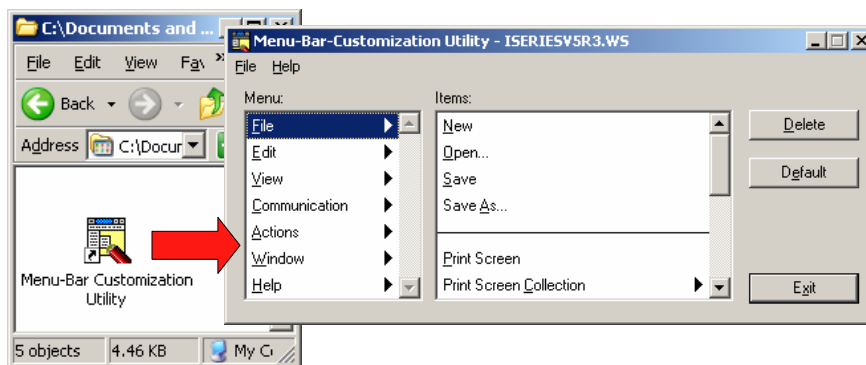 C:\Documents and ...
File Edit View Fav »
Back
Address C:\Docur
Menu-Bar Customization
Utility
5 objects 4.46 KB My C
Menu-Bar-Customization Utility - ISERIESV5R3.WS
File Help
Menu:
File
Edit
View
Communication
Actions
Window
Help
Items:
New
Open...
Save
Save As...
Print Screen
Print Screen Collection
Delete
Default
Exit